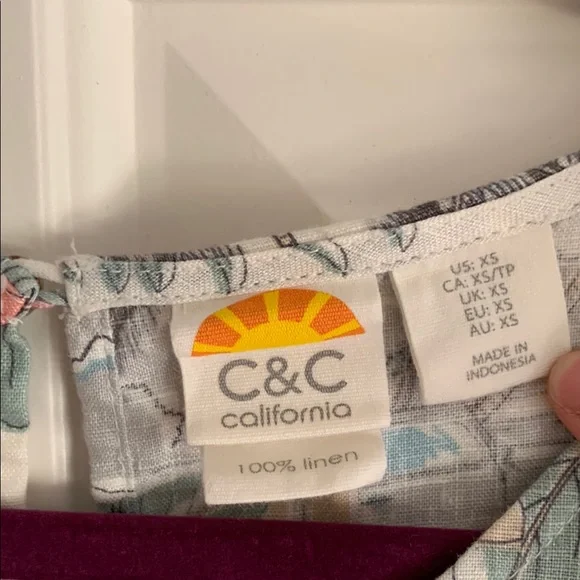 C&C
california
100% linen
US: XS
CA: XS/TP
UK: XS
EU: XS
AU: XS
MADE IN
INDONESIA